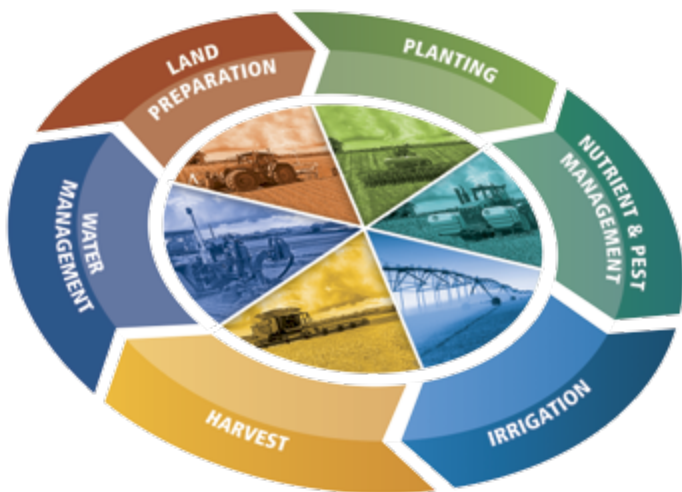 LAND
PREPARATION
PLANTING
NUTRIENT & PEST
MANAGEMENT
IRRIGATION
HARVEST
WATER
MANAGEMENT